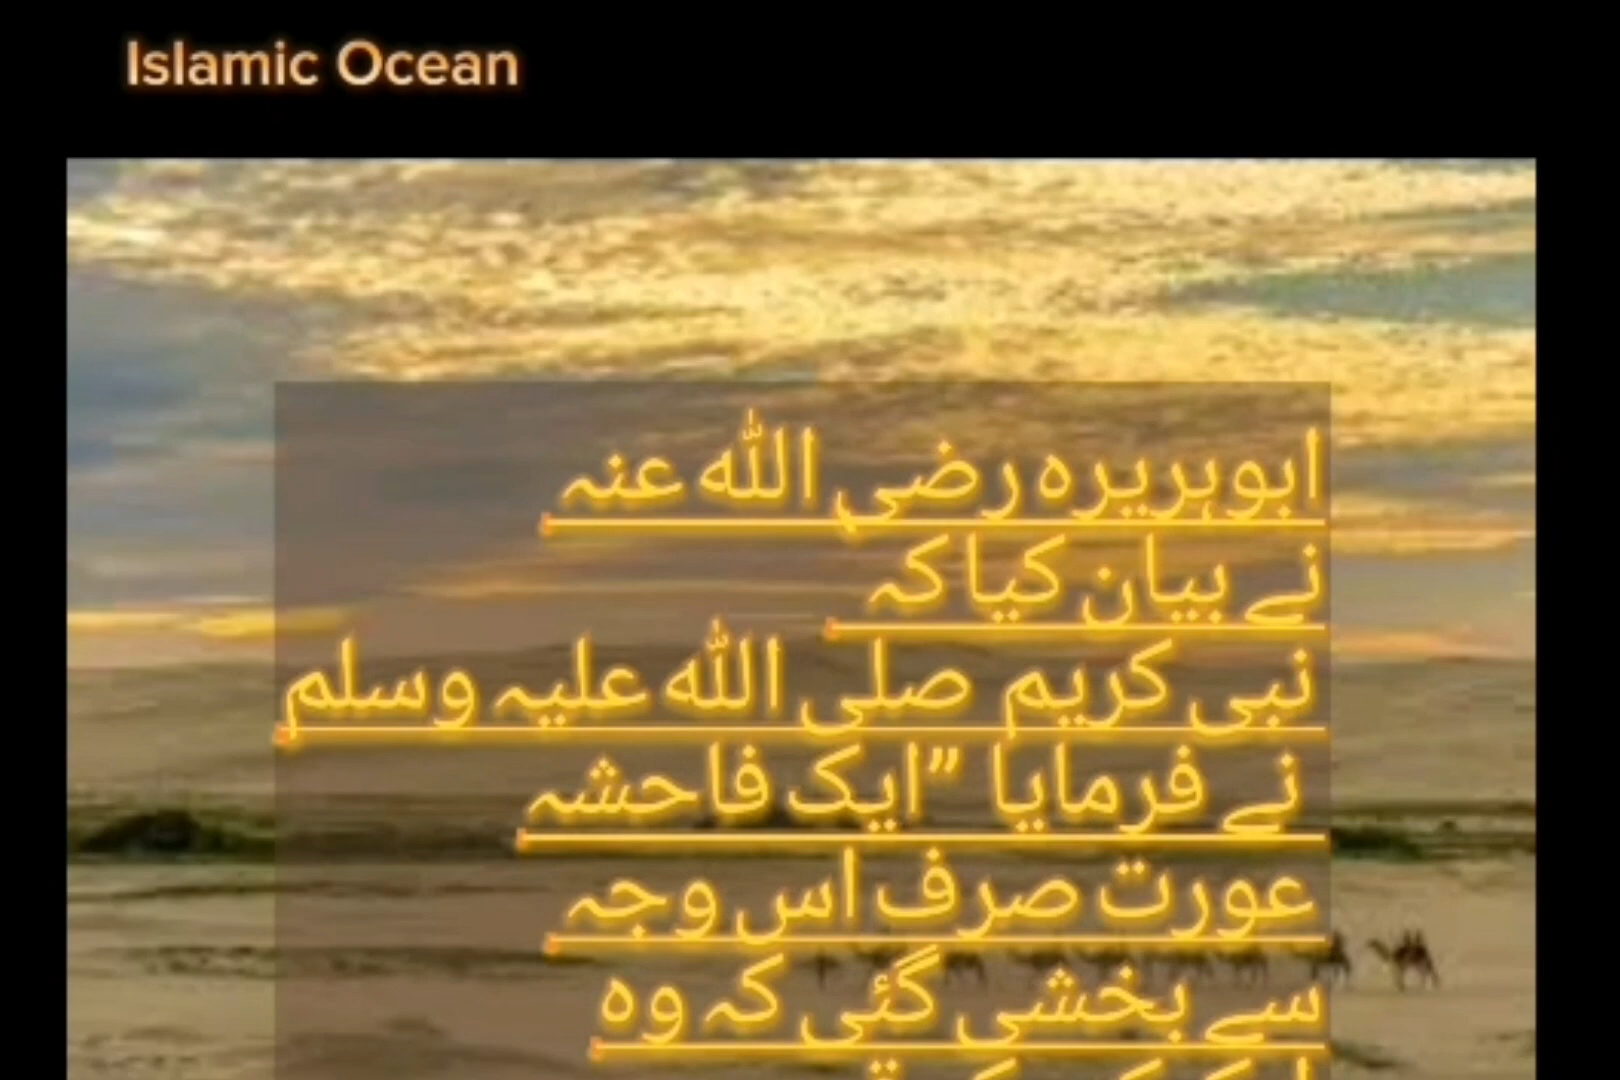 Islamic Ocean
ابوہریرہ رضی اللہ عنہ
نے بیان کیا کہ
نبی کریم صلی اللہ علیہ وسلم
نے فرمایا ”ایک فاحشہ
عورت صرف اس وجہ
سے بخشی گئی کہ وہ